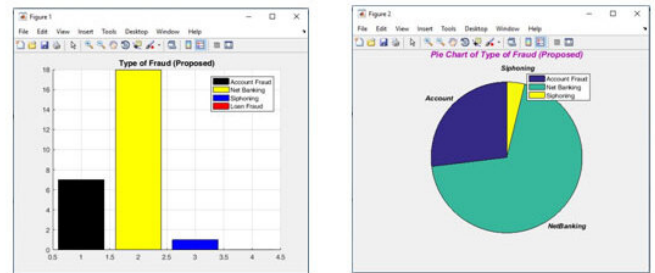 Figure 1
File Edit View Insert Tools Desktop Window Help
Type of Fraud (Proposed)
18
16
14
12
10
8
6
4
2
0
0.5 1 1.5 2 2.5 3 3.5 4 4.5
Account Fraud
Net Banking
Siphoning
Loan Fraud
Figure 2
File Edit View Insert Tools Desktop Window Help
Pie Chart of Type of Fraud (Proposed)
Siphoning
Account Fraud
Net Banking
Siphoning
Account
NetBanking